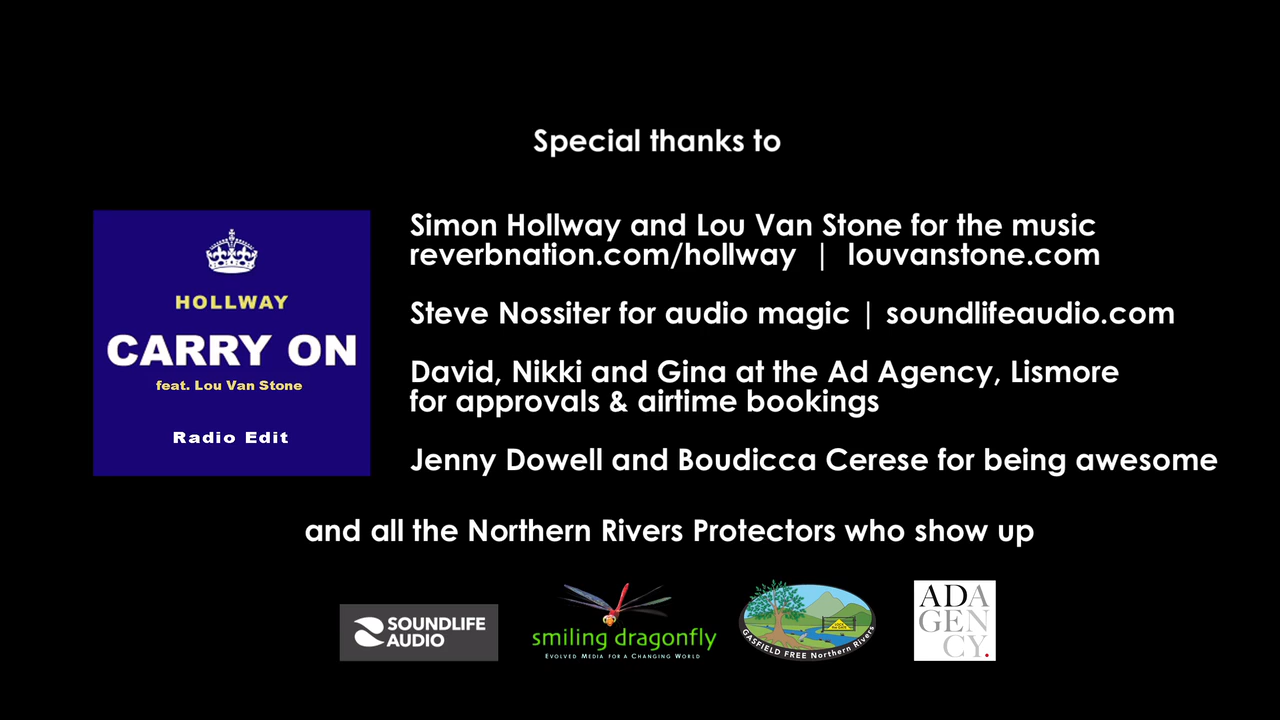 Special thanks to
HOLLWAY
CARRY ON
feat. Lou Van Stone
Radio Edit
Simon Hollway and Lou Van Stone for the music
reverbnation.com/hollway | louvanstone.com
Steve Nossiter for audio magic | soundlifeaudio.com
David, Nikki and Gina at the Ad Agency, Lismore
for approvals & airtime bookings
Jenny Dowell and Boudicca Cerese for being awesome
and all the Northern Rivers Protectors who show up
SOUNDLIFE
AUDIO
smiling dragonfly
EVOLVED MEDIA FOR A CHANGING WORLD
GASFIELD FREE Northern Rivers
ADA
GEN
CY.